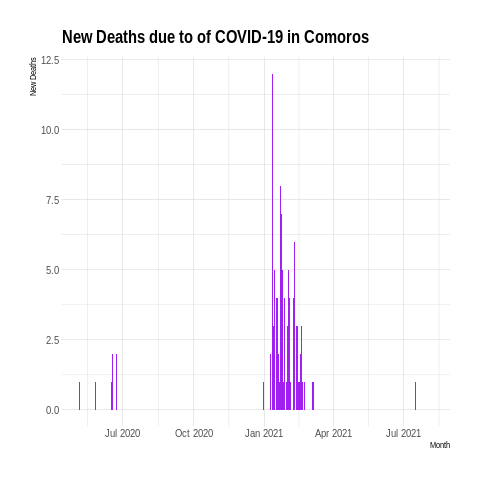 New Deaths due to of COVID-19 in Comoros
New Deaths
12.5
10.0
7.5
5.0
2.5
0.0
Jul 2020 Oct 2020 Jan 2021 Apr 2021 Jul 2021
Month